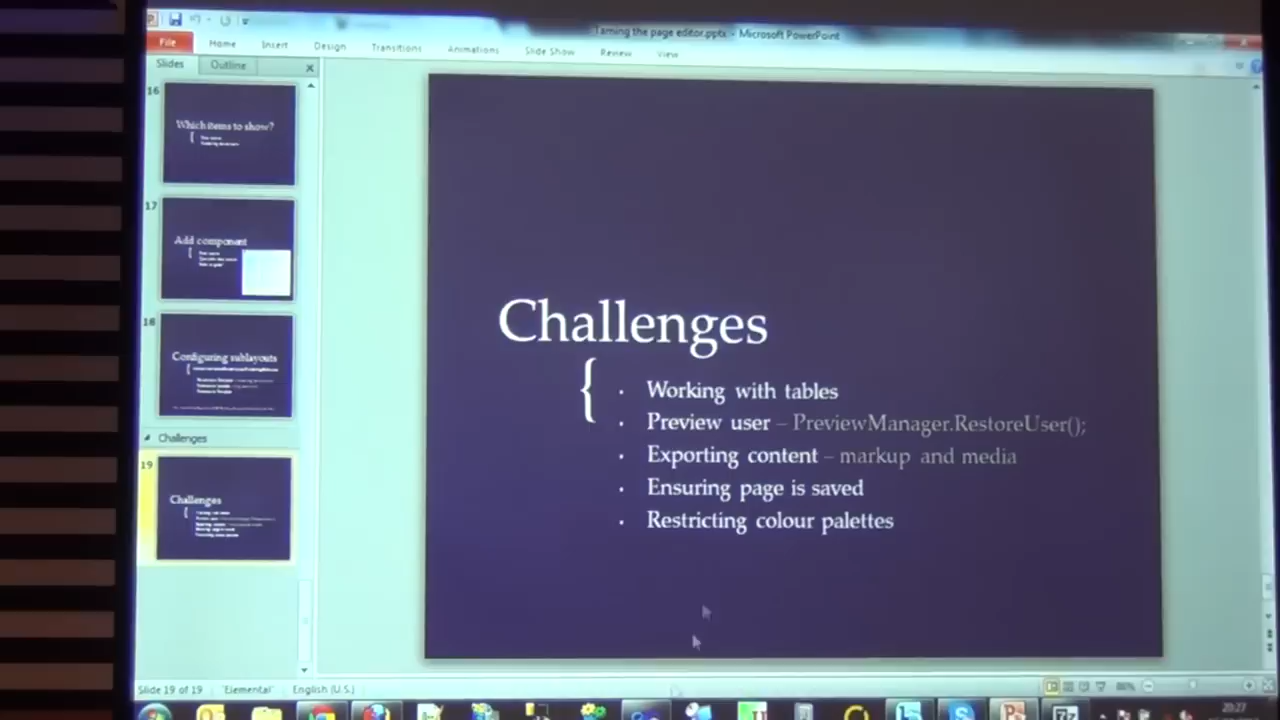 Taming the page editor.pptx - Microsoft PowerPoint
File Home Insert Design Transitions Animations Slide Show Review View
Slides Outline
16
Which items to show?
17
Add component
18
Configuring sublayouts
Challenges
19
Challenges
Challenges
{
· Working with tables
· Preview user – PreviewManager.RestoreUser();
· Exporting content – markup and media
· Ensuring page is saved
· Restricting colour palettes
Slide 19 of 19 "Elemental" English (U.S.)
20:27